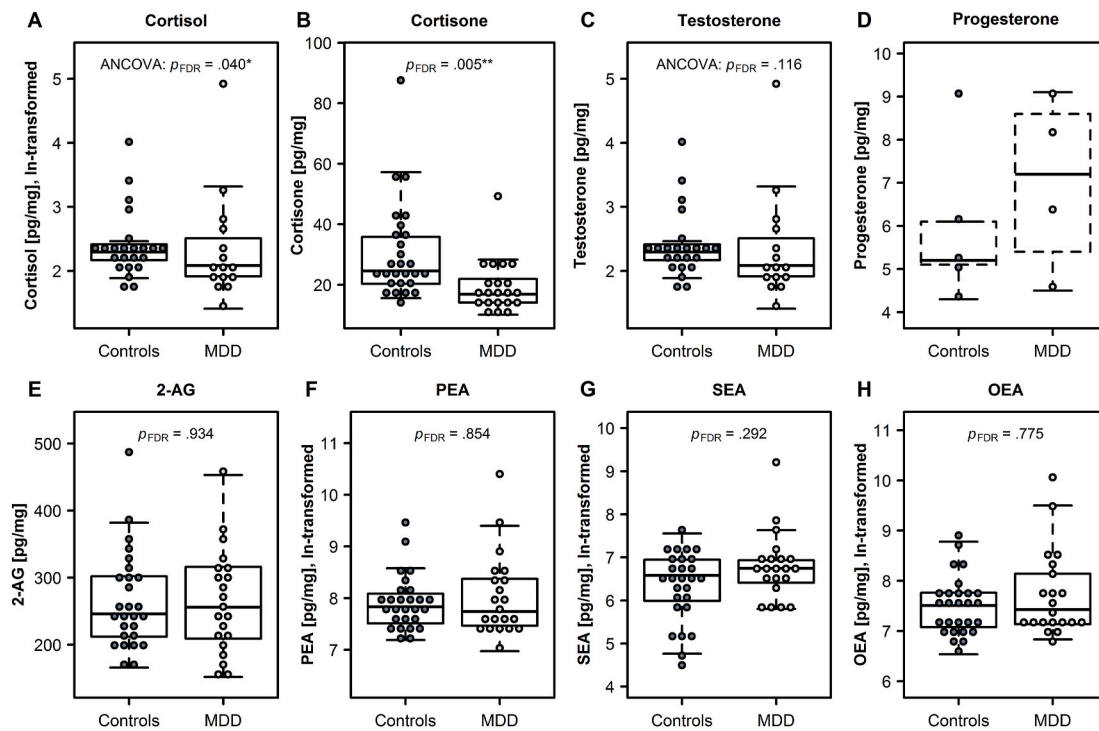 A Cortisol
Cortisol [pg/mg], ln-transformed
5
4
3
2
ANCOVA: pFDR = .040*
Controls MDD
B Cortisone
Cortisone [pg/mg]
100
80
60
40
20
pFDR = .005**
Controls MDD
C Testosterone
Testosterone [pg/mg]
5
4
3
2
ANCOVA: pFDR = .116
Controls MDD
D Progesterone
Progesterone [pg/mg]
10
9
8
7
6
5
4
Controls MDD
E 2-AG
2-AG [pg/mg]
500
400
300
200
pFDR = .934
Controls MDD
F PEA
PEA [pg/mg], ln-transformed
11
10
9
8
7
pFDR = .854
Controls MDD
G SEA
SEA [pg/mg], ln-transformed
10
9
8
7
6
5
4
pFDR = .292
Controls MDD
H OEA
OEA [pg/mg], ln-transformed
11
10
9
8
7
6
pFDR = .775
Controls MDD